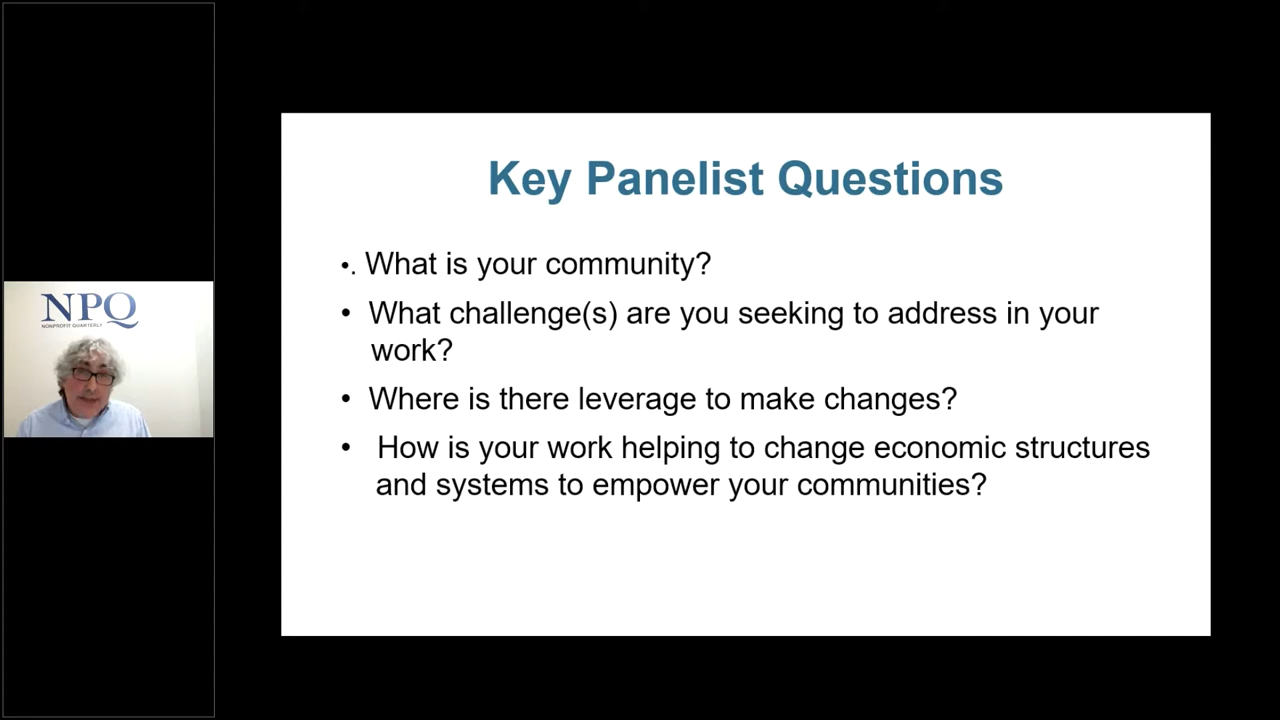 NPQ
NONPROFIT QUARTERLY
Key Panelist Questions
•. What is your community?
• What challenge(s) are you seeking to address in your
work?
• Where is there leverage to make changes?
• How is your work helping to change economic structures
and systems to empower your communities?